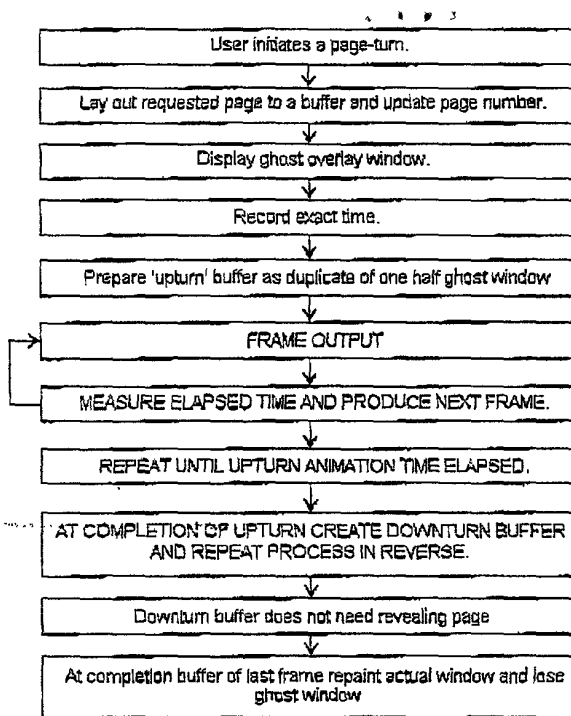 User initiates a page-turn.
Lay out requested page to a buffer and update page number.
Display ghost overlay window.
Record exact time.
Prepare 'upturn' buffer as duplicate of one half ghost window
FRAME OUTPUT
MEASURE ELAPSED TIME AND PRODUCE NEXT FRAME.
REPEAT UNTIL UPTURN ANIMATION TIME ELAPSED.
AT COMPLETION OF UPTURN CREATE DOWNTURN BUFFER
AND REPEAT PROCESS IN REVERSE.
Downturn buffer does not need revealing page
At completion buffer of last frame repaint actual window and lose
ghost window